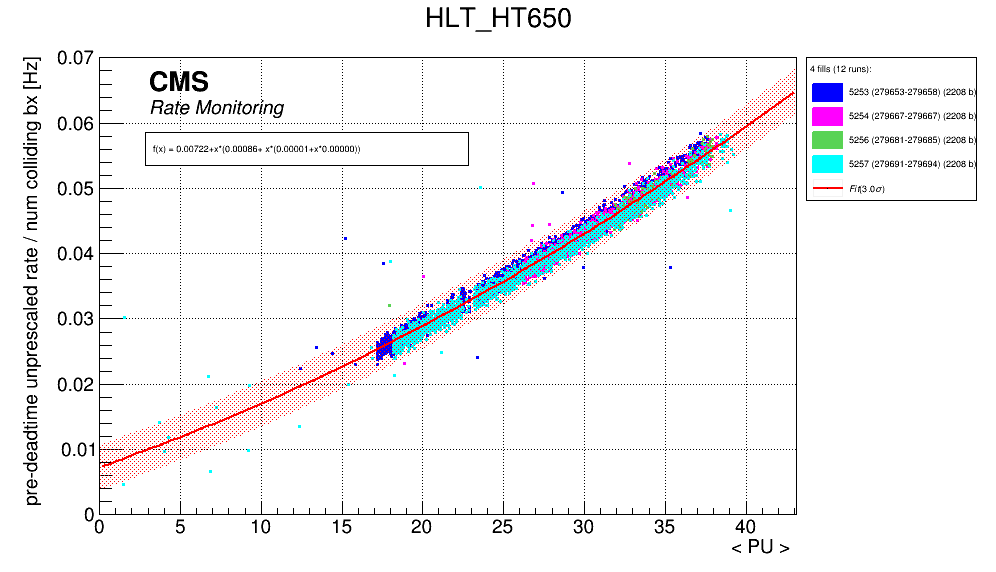 HLT_HT650
pre-deadtime unprescaled rate / num colliding bx [Hz]
0.07
0.06
0.05
0.04
0.03
0.02
0.01
0
CMS
Rate Monitoring
f(x) = 0.00722+x*(0.00086+ x*(0.00001+x*0.00000))
0 5 10 15 20 25 30 35 40
< PU >
4 fills (12 runs):
5253 (279653-279658) (2208 b)
5254 (279667-279667) (2208 b)
5256 (279681-279685) (2208 b)
5257 (279691-279694) (2208 b)
Fit(3.0σ)